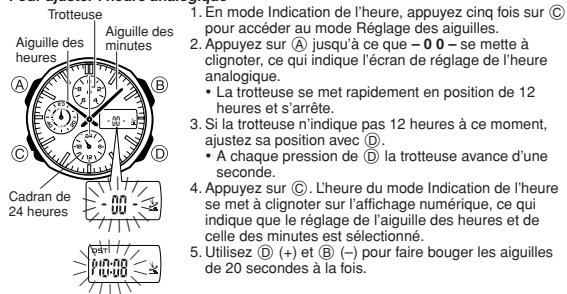 Trotteuse
Aiguille des
heures
Aiguille des
minutes
A
B
C
D
- 00 -
Cadran de
24 heures
- 00 -
DST
P10:08
1. En mode Indication de l'heure, appuyez cinq fois sur Ⓒ
pour accéder au mode Réglage des aiguilles.
2. Appuyez sur Ⓐ jusqu'à ce que – 0 0 – se mette à
clignoter, ce qui indique l'écran de réglage de l'heure
analogique.
• La trotteuse se met rapidement en position de 12
heures et s'arrête.
3. Si la trotteuse n'indique pas 12 heures à ce moment,
ajustez sa position avec Ⓓ.
• A chaque pression de Ⓓ la trotteuse avance d'une
seconde.
4. Appuyez sur Ⓒ. L'heure du mode Indication de l'heure
se met à clignoter sur l'affichage numérique, ce qui
indique que le réglage de l'aiguille des heures et de
celle des minutes est sélectionné.
5. Utilisez Ⓓ (+) et Ⓑ (–) pour faire bouger les aiguilles
de 20 secondes à la fois.